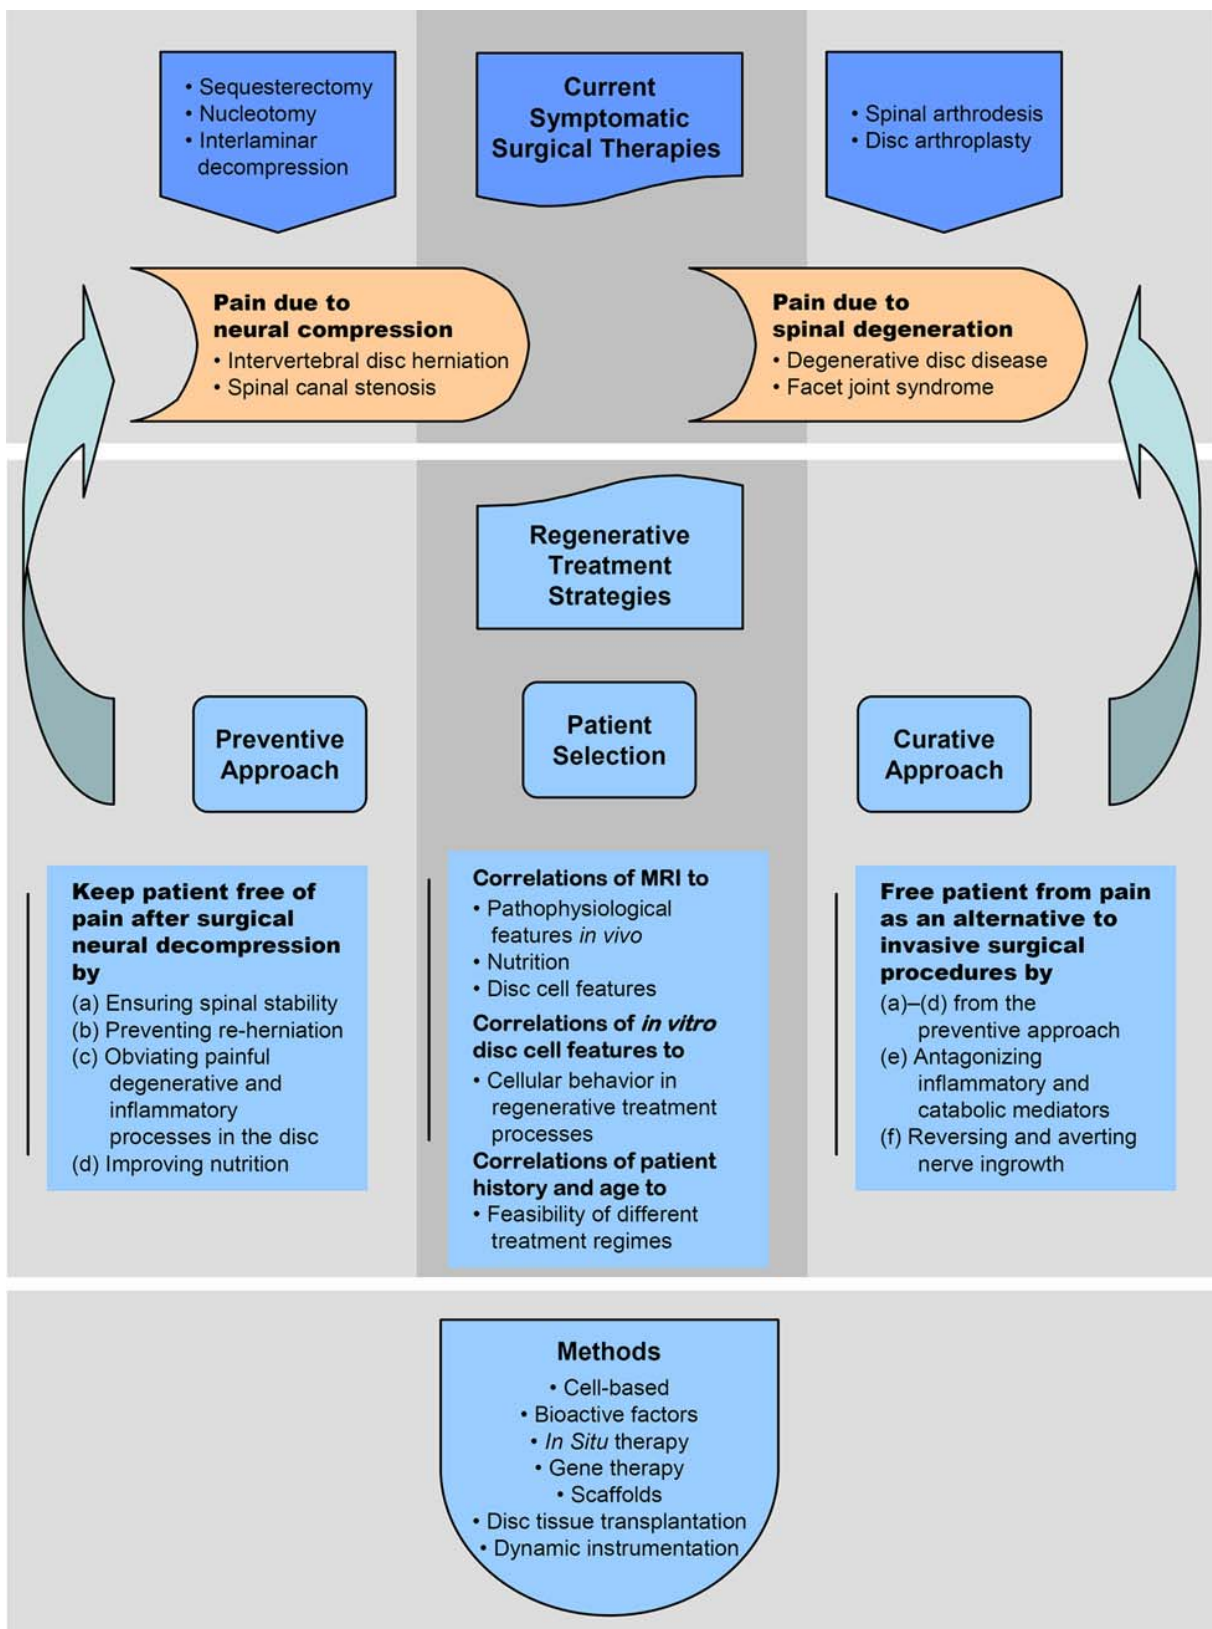 • Sequesterectomy
• Nucleotomy
• Interlaminar
decompression
Current
Symptomatic
Surgical Therapies
• Spinal arthrodesis
• Disc arthroplasty
Pain due to
neural compression
• Intervertebral disc herniation
• Spinal canal stenosis
Pain due to
spinal degeneration
• Degenerative disc disease
• Facet joint syndrome
Regenerative
Treatment
Strategies
Preventive
Approach
Patient
Selection
Curative
Approach
Keep patient free of
pain after surgical
neural decompression
by
(a) Ensuring spinal stability
(b) Preventing re-herniation
(c) Obviating painful
degenerative and
inflammatory
processes in the disc
(d) Improving nutrition
Correlations of MRI to
• Pathophysiological
features in vivo
• Nutrition
• Disc cell features
Correlations of in vitro
disc cell features to
• Cellular behavior in
regenerative treatment
processes
Correlations of patient
history and age to
• Feasibility of different
treatment regimes
Free patient from pain
as an alternative to
invasive surgical
procedures by
(a)–(d) from the
preventive approach
(e) Antagonizing
inflammatory and
catabolic mediators
(f) Reversing and averting
nerve ingrowth
Methods
• Cell-based
• Bioactive factors
• In Situ therapy
• Gene therapy
• Scaffolds
• Disc tissue transplantation
• Dynamic instrumentation